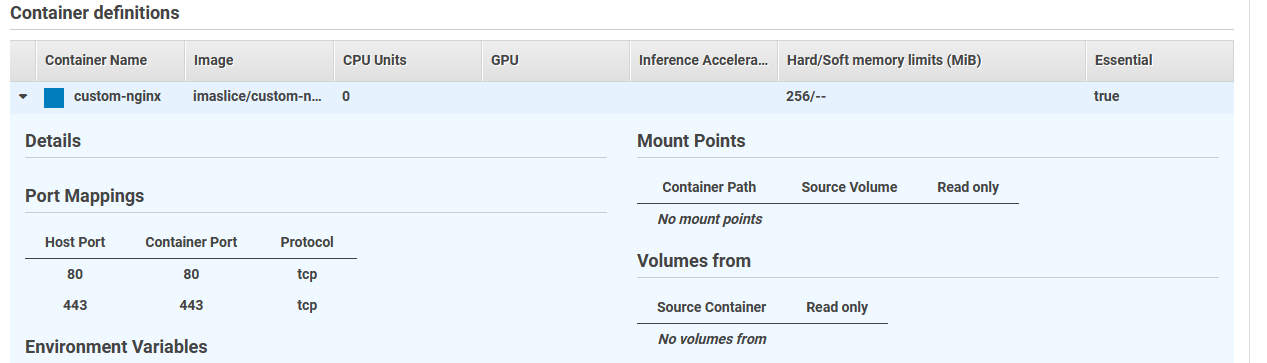 Container definitions
Container Name Image CPU Units GPU Inference Accelera... Hard/Soft memory limits (MiB) Essential
custom-nginx imaslice/custom-n... 0 256/-- true
Details
Port Mappings
Host Port Container Port Protocol
80 80 tcp
443 443 tcp
Environment Variables
Mount Points
Container Path Source Volume Read only
No mount points
Volumes from
Source Container Read only
No volumes from